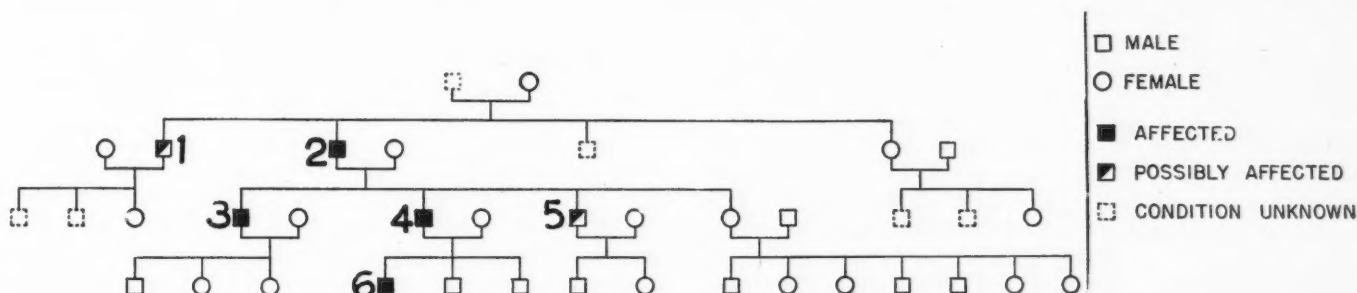 MALE
FEMALE
AFFECTED
POSSIBLY AFFECTED
CONDITION UNKNOWN
1
2
3
4
5
6